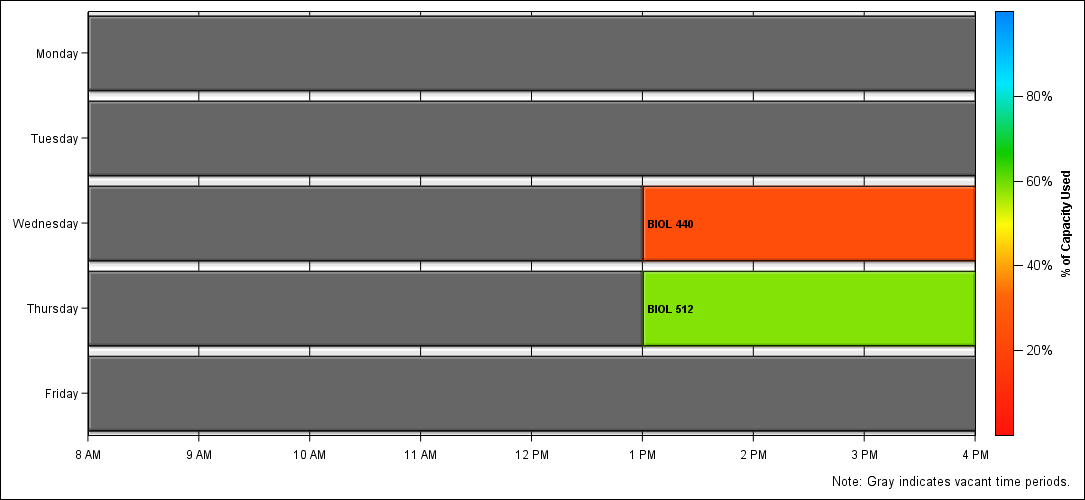 Monday
Tuesday
Wednesday
Thursday
Friday
BIOL 440
BIOL 512
8 AM 9 AM 10 AM 11 AM 12 PM 1 PM 2 PM 3 PM 4 PM
80%
60%
40%
20%
% of Capacity Used
Note: Gray indicates vacant time periods.